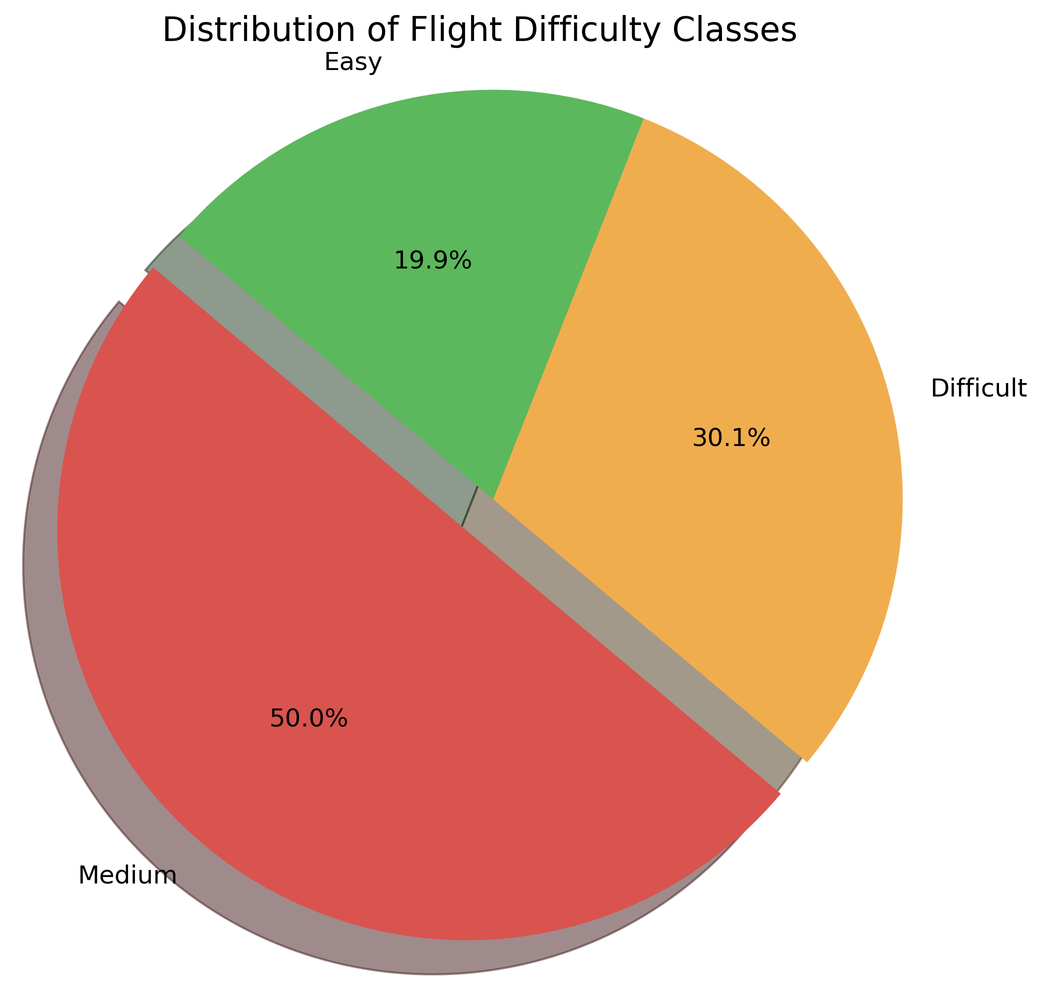 Distribution of Flight Difficulty Classes
Easy
19.9%
Difficult
30.1%
50.0%
Medium